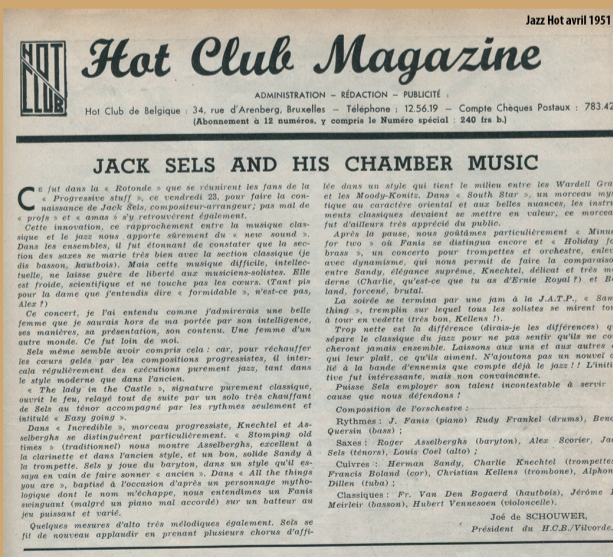 Jazz Hot avril 1951
HOT
CLUB
Hot Club Magazine
ADMINISTRATION – RÉDACTION – PUBLICITÉ :
Hot Club de Belgique : 34, rue d'Arenberg, Bruxelles – Téléphone : 12.56.19 – Compte Chèques Postaux : 783.42
(Abonnement à 12 numéros, y compris le Numéro spécial : 240 frs b.)
JACK SELS AND HIS CHAMBER MUSIC
Ce fut dans la « Rotonde » que se réunirent les fans de la
« Progressive stuff », ce vendredi 23, pour faire la con-
naissance de Jack Sels, compositeur-arrangeur; pas mal de
« profs » et « amas » s'y retrouvèrent également.
Cette innovation, ce rapprochement entre la musique clas-
sique et le jazz nous apporte sûrement du « new sound ».
Dans les ensembles, il fut étonnant de constater que la sec-
tion des saxes se marie très bien avec la section classique (je
dis basson, hautbois). Mais cette musique difficile, intellec-
tuelle, ne laisse guère de liberté aux musiciens-solistes. Elle
est froide, scientifique et ne touche pas les cœurs. (Tant pis
pour la dame que j'entendis dire « formidable », n'est-ce pas,
Alex ?)
Ce concert, je l'ai entendu comme j'admirerais une belle
femme que je saurais hors de ma portée par son intelligence,
ses manières, sa présentation, son contenu. Une femme d'un
autre monde. Ce fut loin de moi.
Sels même semble avoir compris cela : car, pour réchauffer
les cœurs gelés par les compositions progressistes, il inter-
cala régulièrement des exécutions purement jazz, tant dans
le style moderne que dans l'ancien.
« The lady in the Castle », signature purement classique,
ouvrit le feu, relayé tout de suite par un solo très chauffant
de Sels au ténor accompagné par les rythmes seulement et
intitulé « Easy going ».
Dans « Incredible », morceau progressiste, Knechtel et As-
selberghs se distinguèrent particulièrement. « Stomping old
times » (traditionnel) nous montre Asselberghs, excellent à
la clarinette et dans l'ancien style, et un bon, solide Sandy à
la trompette. Sels y joue du baryton, dans un style qu'il es-
saya en vain de faire sonner « ancien ». Dans « All the things
you are », baptisé à l'occasion d'après un personnage mytho-
logique dont le nom m'échappe, nous entendîmes un Fanis
swinguant (malgré un piano mal accordé) sur un batteur au
jeu puissant et varié.
Quelques mesures d'alto très mélodiques également. Sels se
fit de nouveau applaudir en prenant plusieurs chorus d'affi-
lée dans un style qui tient le milieu entre les Wardell Gra
et les Moody-Konitz. Dans « South Star », un morceau mys
tique au caractère oriental et aux belles nuances, les instru
ments classiques devaient se mettre en valeur, ce morcea
fut d'ailleurs très apprécié du public.
Après la pause, nous goûtâmes particulièrement « Minue
for two » où Fanis se distingua encore et « Holiday fo
brass », un concerto pour trompettes et orchestre, enlev
avec dynamisme, qui nous permit de faire la comparaiso
entre Sandy, élégance suprême, Knechtel, délicat et très mo
derne (Charlie, qu'est-ce que tu as d'Ernie Royal ?) et Bo
land, forcené, brutal.
La soirée se termina par une jam à la J.A.T.P., « San
thing », tremplin sur lequel tous les solistes se mirent tou
à tour en vedette (très bon, Kellens !).
Trop nette est la différence (dirais-je les différences) qu
sépare le classique du jazz pour ne pas sentir qu'ils ne co
cheront jamais ensemble. Laissons aux uns et aux autres c
qui leur plaît, ce qu'ils aiment. N'ajoutons pas un nouvel a
lié à la bande d'ennemis que compte déjà le jazz ! ! L'initia
tive fut intéressante, mais non convaincante.
Puisse Sels employer son talent incontestable à servir
cause que nous défendons !
Composition de l'orchestre :
Rythmes : J. Fanis (piano) Rudy Frankel (drums), Beno
Quersin (bass) ;
Saxes : Roger Asselberghs (baryton), Alex Scorier, Jac
Sels (ténors), Louis Coel (alto) ;
Cuivres : Herman Sandy, Charlie Knechtel (trompettes
Francis Boland (cor), Christian Kellens (trombone), Alphon
Dillen (tuba) ;
Classiques : Fr. Van Den Bogaerd (hautbois), Jérôme D
Meirleir (basson), Hubert Vennesoen (violoncelle).
Joé de SCHOUWER,
Président du H.C.B./Vilvorde.